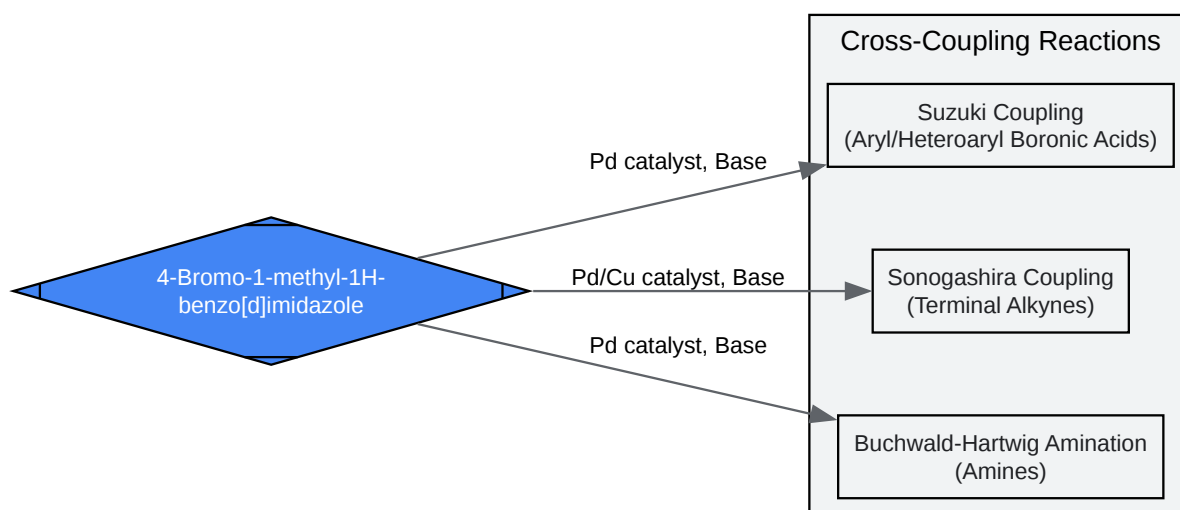 Cross-Coupling Reactions
Suzuki Coupling
(Aryl/Heteroaryl Boronic Acids)
Pd catalyst, Base
4-Bromo-1-methyl-1H-
benzo[d]imidazole
Pd/Cu catalyst, Base
Sonogashira Coupling
(Terminal Alkynes)
Pd catalyst, Base
Buchwald-Hartwig Amination
(Amines)